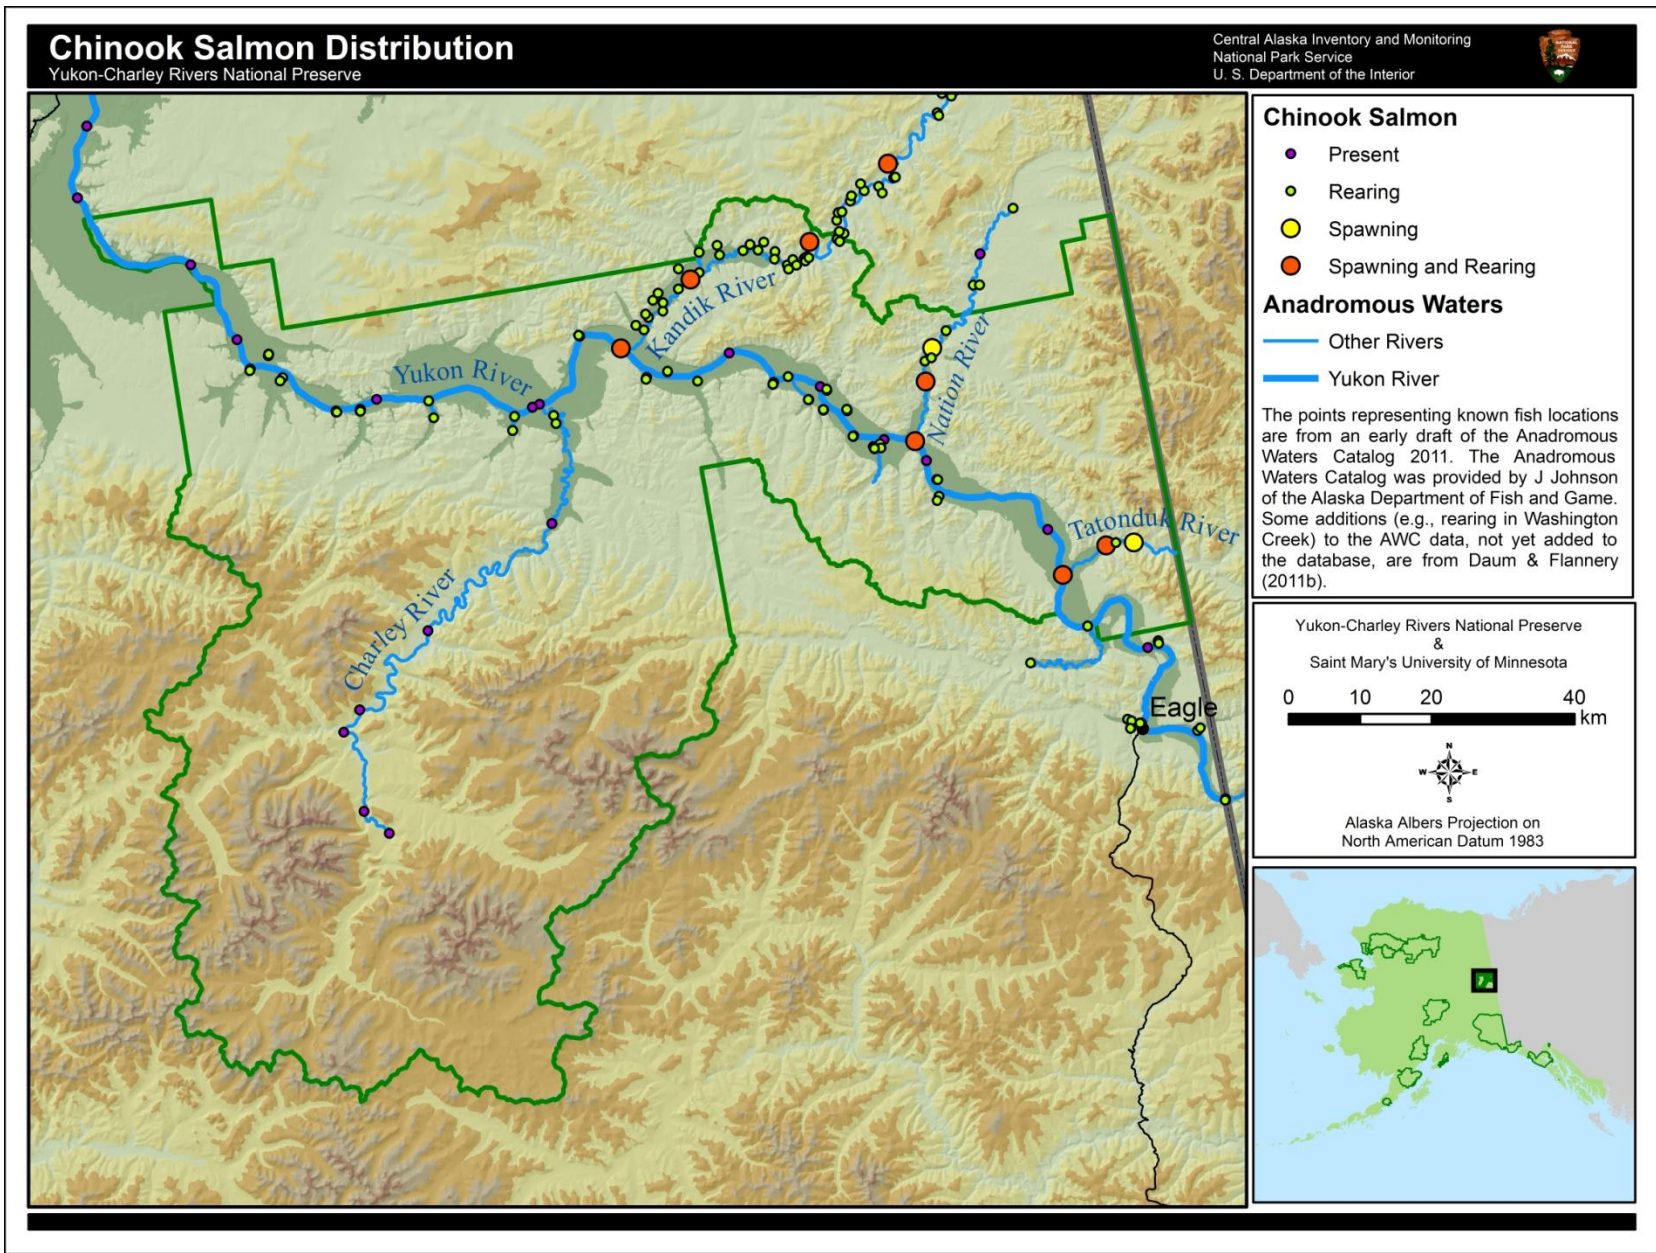 Chinook Salmon Distribution
Yukon-Charley Rivers National Preserve
Central Alaska Inventory and Monitoring
National Park Service
U. S. Department of the Interior
Yukon River
Kandik River
Nation River
Tatonduk River
Charley River
Eagle
Chinook Salmon
Present
Rearing
Spawning
Spawning and Rearing
Anadromous Waters
Other Rivers
Yukon River
The points representing known fish locations
are from an early draft of the Anadromous
Waters Catalog 2011. The Anadromous
Waters Catalog was provided by J Johnson
of the Alaska Department of Fish and Game.
Some additions (e.g., rearing in Washington
Creek) to the AWC data, not yet added to
the database, are from Daum & Flannery
(2011b).
Yukon-Charley Rivers National Preserve
&
Saint Mary's University of Minnesota
0 10 20 40
km
N
W E
S
Alaska Albers Projection on
North American Datum 1983